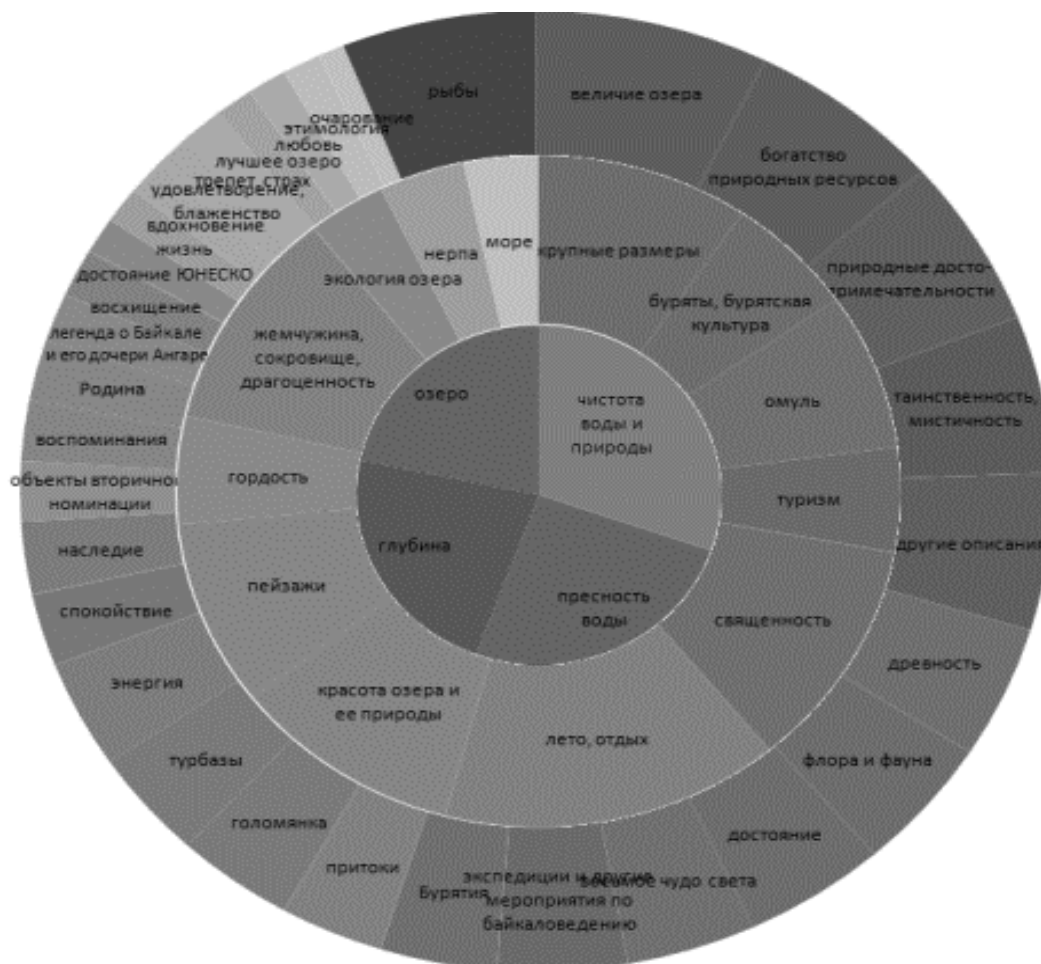 рыбы
величие озера
богатство
природных ресурсов
природные досто-
примечательности
таинственность,
мистичность
другие описания
древность
флора и фауна
достояние
восьмое чудо света
экспедиции и другие
мероприятия по
байкаловедению
Бурятия
притоки
голомянка
турбазы
энергия
спокойствие
наследие
объекты вторичной
номинации
воспоминания
Родина
легенда о Байкале
и его дочери Ангаре
восхищение
достояние ЮНЕСКО
жизнь
вдохновение
удовлетворение,
блаженство
трепет, страх
лучшее озеро
любовь
этимология
очарование
крупные размеры
буряты, бурятская
культура
омуль
туризм
священность
лето, отдых
красота озера и
ее природы
пейзажи
гордость
жемчужина,
сокровище,
драгоценность
экология озера
нерпа
море
чистота
воды и
природы
пресность
воды
глубина
озеро